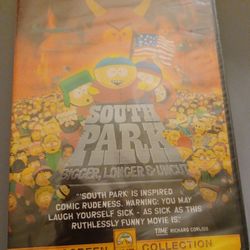 SOUTH
PARK
BIGGER, LONGER & UNCUT
"SOUTH PARK IS INSPIRED
COMIC RUDENESS. WARNING: YOU MAY
LAUGH YOURSELF SICK - AS SICK AS THIS
RUTHLESSLY FUNNY MOVIE IS."
TIME RICHARD CORLISS
COLLECTION